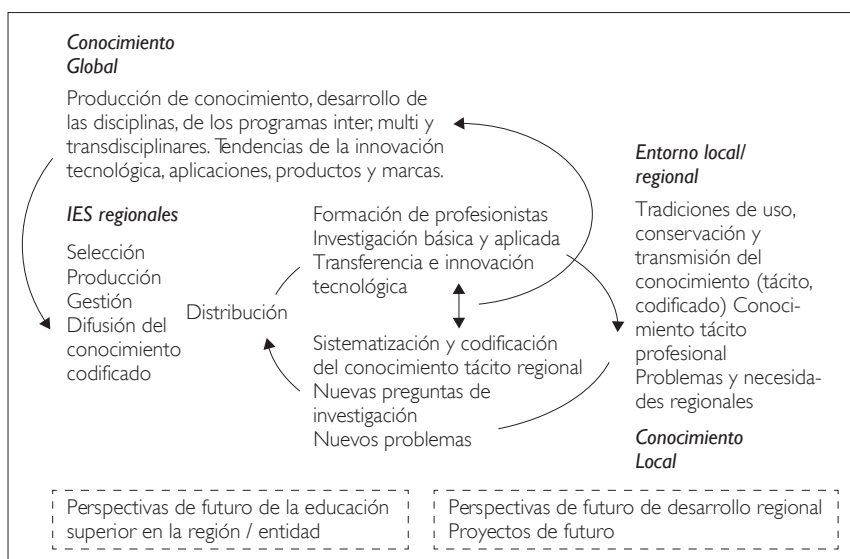 Conocimiento
Global
Producción de conocimiento, desarrollo de
las disciplinas, de los programas inter, multi y
transdisciplinares. Tendencias de la innovación
tecnológica, aplicaciones, productos y marcas.
IES regionales
Selección
Producción
Gestión
Difusión del
conocimiento
codificado
Distribución
Formación de profesionistas
Investigación básica y aplicada
Transferencia e innovación
tecnológica
Sistematización y codificación
del conocimiento tácito regional
Nuevas preguntas de
investigación
Nuevos problemas
Entorno local/
regional
Tradiciones de uso,
conservación y
transmisión del
conocimiento (tácito,
codificado) Conoci-
miento tácito
profesional
Problemas y necesida-
des regionales
Conocimiento
Local
Perspectivas de futuro de la educación
superior en la región / entidad
Perspectivas de futuro de desarrollo regional
Proyectos de futuro